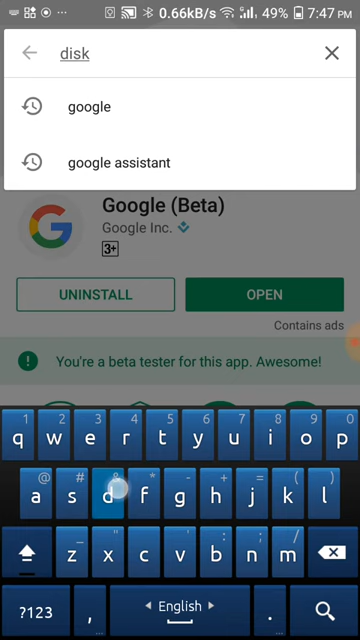 0.66kB/s 49% 7:47 PM
disk
google
google assistant
Google (Beta)
Google Inc.
3+
UNINSTALL OPEN
Contains ads
You're a beta tester for this app. Awesome!
1 2 3 4 5 6 7 8 9 0
q w e r t y u i o p
@ # & * - + = ( )
a s d f g h j k l
_ " ' : ; /
z x c v b n m
?123 , English .